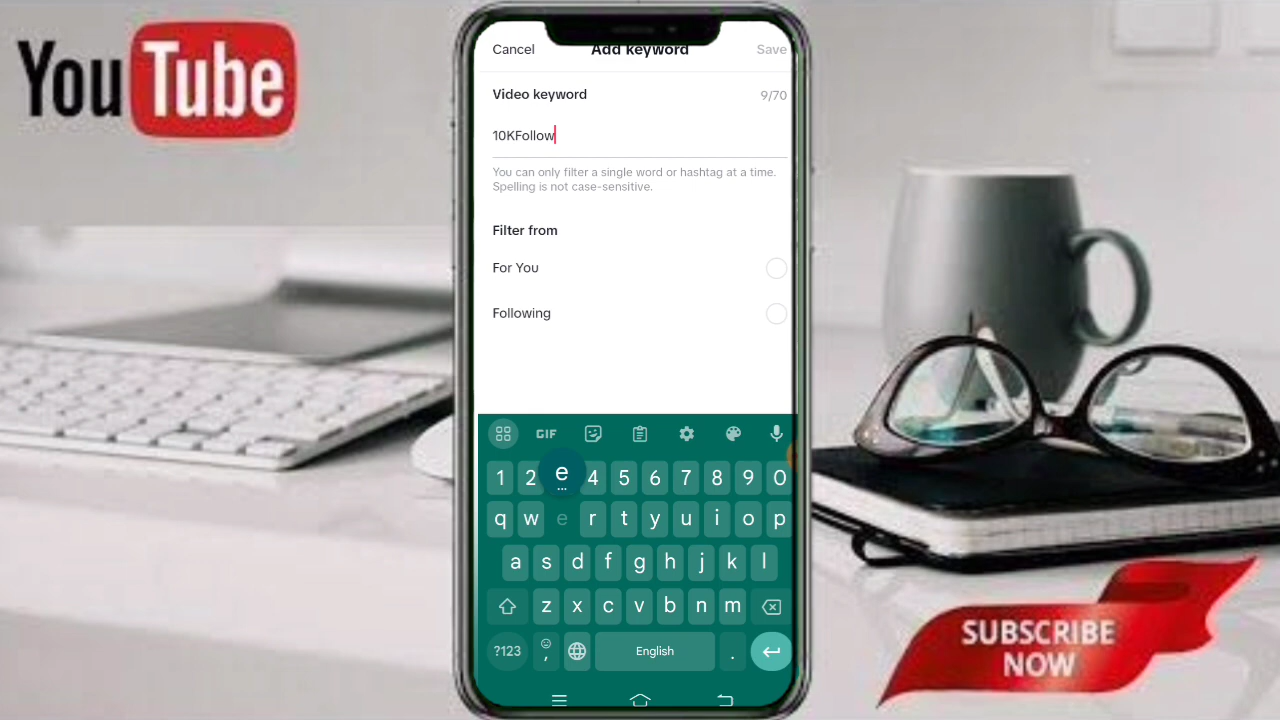 YouTube
Cancel Add keyword Save
Video keyword 9/70
10KFollow
You can only filter a single word or hashtag at a time.
Spelling is not case-sensitive.
Filter from
For You
Following
GIF
1 2 e 4 5 6 7 8 9 0
...
q w e r t y u i o p
a s d f g h j k l
z x c v b n m
?123 , English .
SUBSCRIBE
NOW